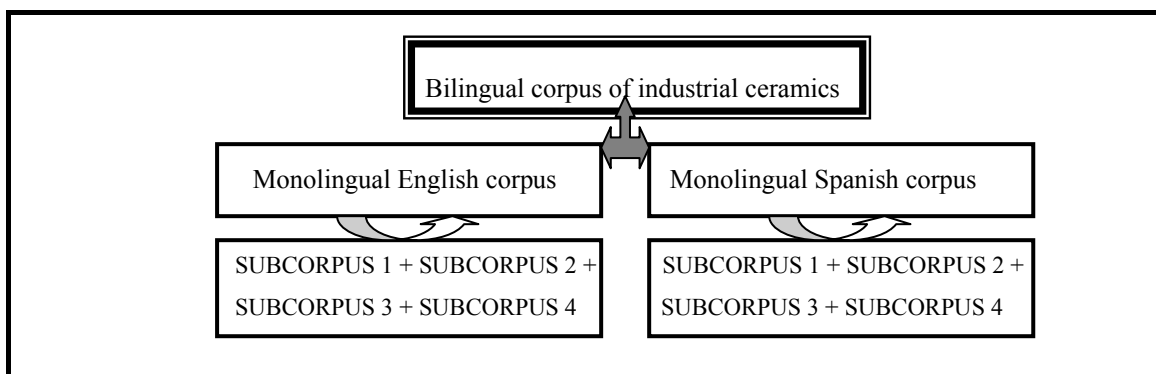 Bilingual corpus of industrial ceramics
Monolingual English corpus
Monolingual Spanish corpus
SUBCORPUS 1 + SUBCORPUS 2 +
SUBCORPUS 3 + SUBCORPUS 4
SUBCORPUS 1 + SUBCORPUS 2 +
SUBCORPUS 3 + SUBCORPUS 4